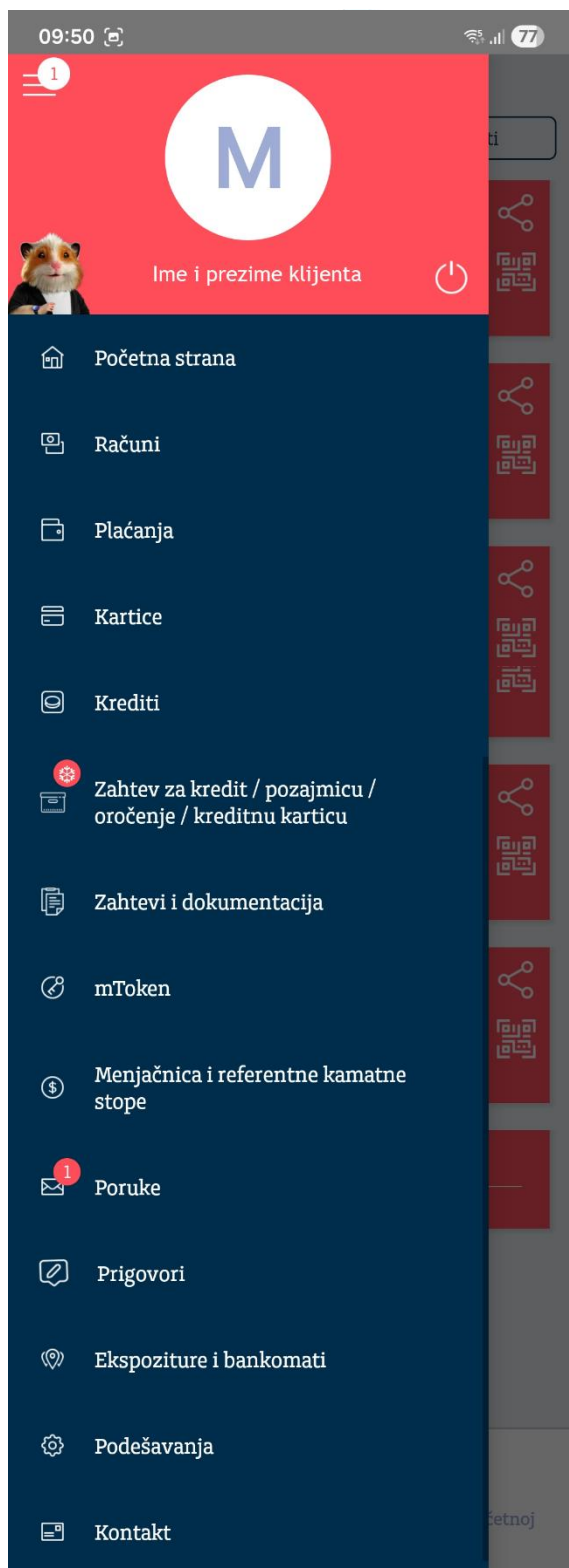 09:50
77
1
M
Ime i prezime klijenta
Početna strana
Računi
Plaćanja
Kartice
Krediti
Zahtev za kredit / pozajmicu /
oročenje / kreditnu karticu
Zahtevi i dokumentacija
mToken
Menjačnica i referentne kamatne
stope
1
Poruke
Prigovori
Ekspoziture i bankomati
Podešavanja
Kontakt